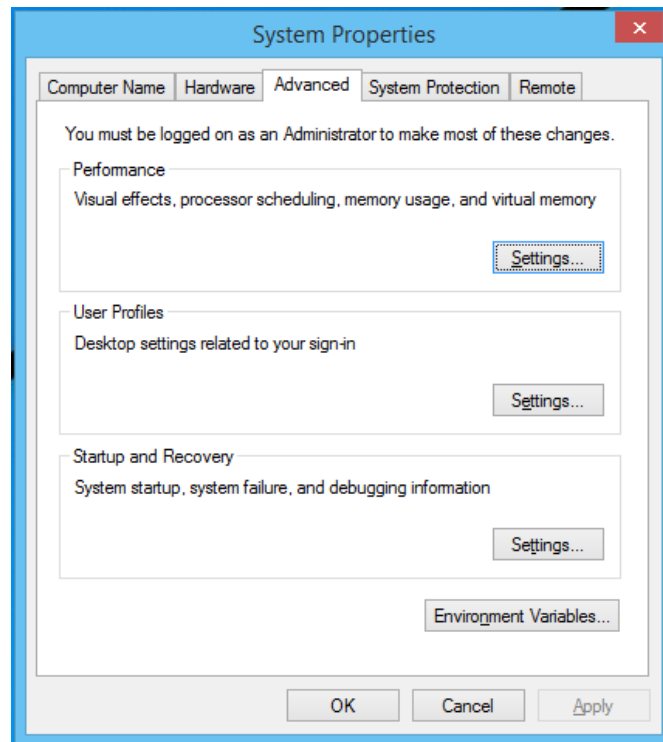 System Properties
Computer Name Hardware Advanced System Protection Remote
You must be logged on as an Administrator to make most of these changes.
Performance
Visual effects, processor scheduling, memory usage, and virtual memory
Settings...
User Profiles
Desktop settings related to your sign-in
Settings...
Startup and Recovery
System startup, system failure, and debugging information
Settings...
Environment Variables...
OK Cancel Apply